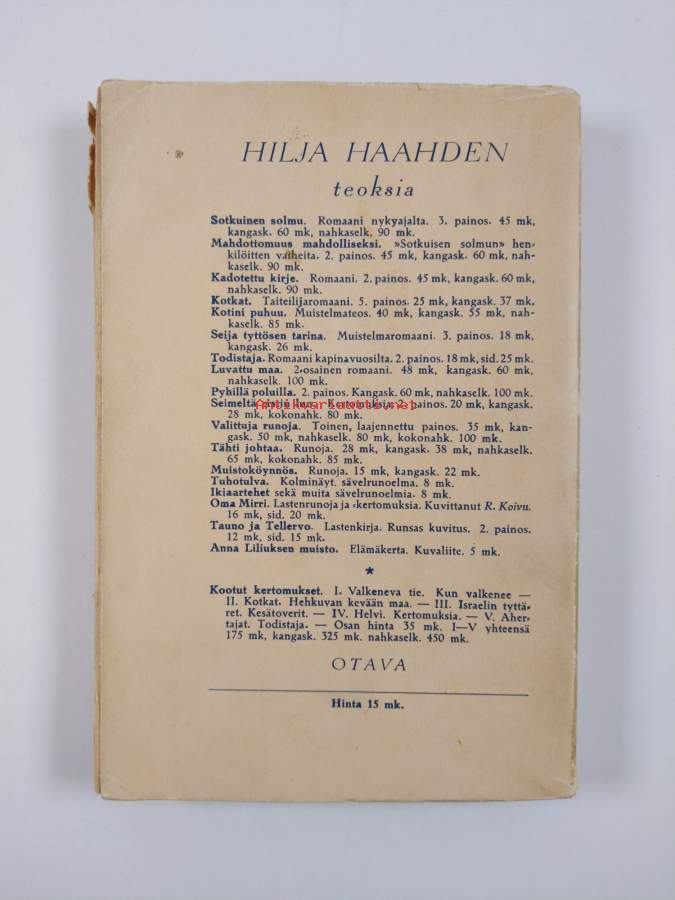 HILJA HAAHDEN
teoksia
Sotkuinen solmu. Romaani nykyajalta. 3. painos. 45 mk,
kangask. 60 mk, nahkaselk. 90 mk.
Mahdottomuus mahdolliseksi. »Sotkuisen solmun» hen-
kilöitten vaiheita. 2. painos. 45 mk, kangask. 60 mk, nah-
kaselk. 90 mk.
Kadotettu kirje. Romaani. 2. painos. 45 mk, kangask. 60 mk,
nahkaselk. 90 mk.
Kotkat. Taiteilijaromaani. 5. painos. 25 mk, kangask. 37 mk.
Kotini puhuu. Muistelmateos. 40 mk, kangask. 55 mk, nah-
kaselk. 85 mk.
Seija tyttösen tarina. Muistelmaromaani. 3. painos. 18 mk,
kangask. 26 mk.
Todistaja. Romaani kapinavuosilta. 2. painos. 18 mk, sid. 25 mk.
Luvattu maa. 2-osainen romaani. 48 mk, kangask. 60 mk,
nahkaselk. 100 mk.
Pyhillä poluilla. 2. painos. Kangask. 60 mk, nahkaselk. 100 mk.
Seimeltä ristin luo. Kertomuksia. 2. painos. 20 mk, kangask.
28 mk, kokonahk. 80 mk.
Antikvariaatti.net
Valittuja runoja. Toinen, laajennettu painos. 35 mk, kan-
gask. 50 mk, nahkaselk. 80 mk, kokonahk. 100 mk.
Tähti johtaa. Runoja. 28 mk, kangask. 38 mk, nahkaselk.
65 mk, kokonahk. 85 mk.
Muistoköynnös. Runoja. 15 mk, kangask. 22 mk.
Tuhotulva. Kolminäyt. sävelrunoelma. 8 mk.
Ikiaartehet sekä muita sävelrunoelmia. 8 mk.
Oma Mirri. Lastenrunoja ja -kertomuksia. Kuvittanut R. Koivu.
16 mk, sid. 20 mk.
Tauno ja Tellervo. Lastenkirja. Runsas kuvitus. 2. painos.
12 mk, sid. 15 mk.
Anna Liliuksen muisto. Elämäkerta. Kuvaliite. 5 mk.
*
Kootut kertomukset. I. Valkeneva tie. Kun valkenee —
II. Kotkat. Hehkuvan kevään maa. — III. Israelin tyttä-
ret. Kesätoverit. — IV. Helvi. Kertomuksia. — V. Aher-
tajat. Todistaja. — Osan hinta 35 mk. I—V yhteensä
175 mk, kangask. 325 mk. nahkaselk. 450 mk.
OTAVA
Hinta 15 mk.